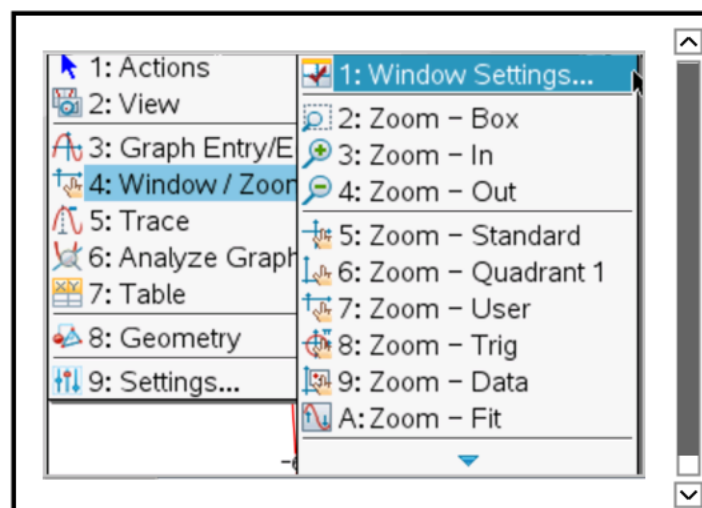 1: Actions
2: View
3: Graph Entry/E
4: Window / Zoon
5: Trace
6: Analyze Graph
7: Table
8: Geometry
9: Settings...
1: Window Settings...
2: Zoom – Box
3: Zoom – In
4: Zoom – Out
5: Zoom – Standard
6: Zoom – Quadrant 1
7: Zoom – User
8: Zoom – Trig
9: Zoom – Data
A: Zoom – Fit